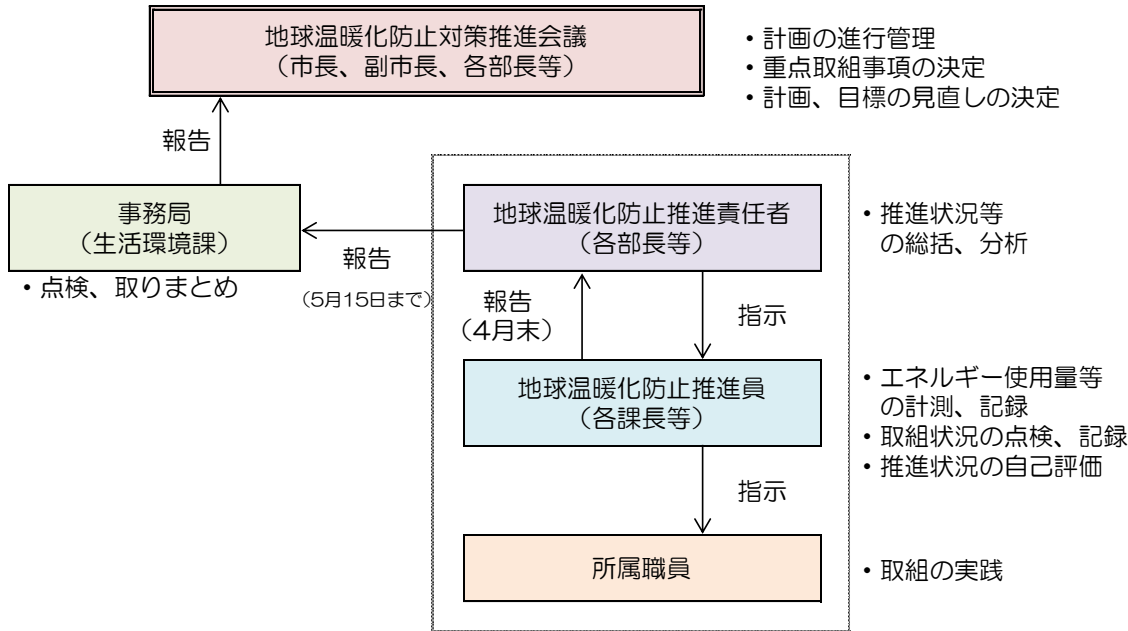 地球温暖化防止対策推進会議
（市長、副市長、各部長等）
・計画の進行管理
・重点取組事項の決定
・計画、目標の見直しの決定
報告
事務局
（生活環境課）
・点検、取りまとめ
報告
（5月15日まで）
地球温暖化防止推進責任者
（各部長等）
・推進状況等
の総括、分析
報告
（4月末）
指示
地球温暖化防止推進員
（各課長等）
・エネルギー使用量等
の計測、記録
・取組状況の点検、記録
・推進状況の自己評価
指示
所属職員
・取組の実践